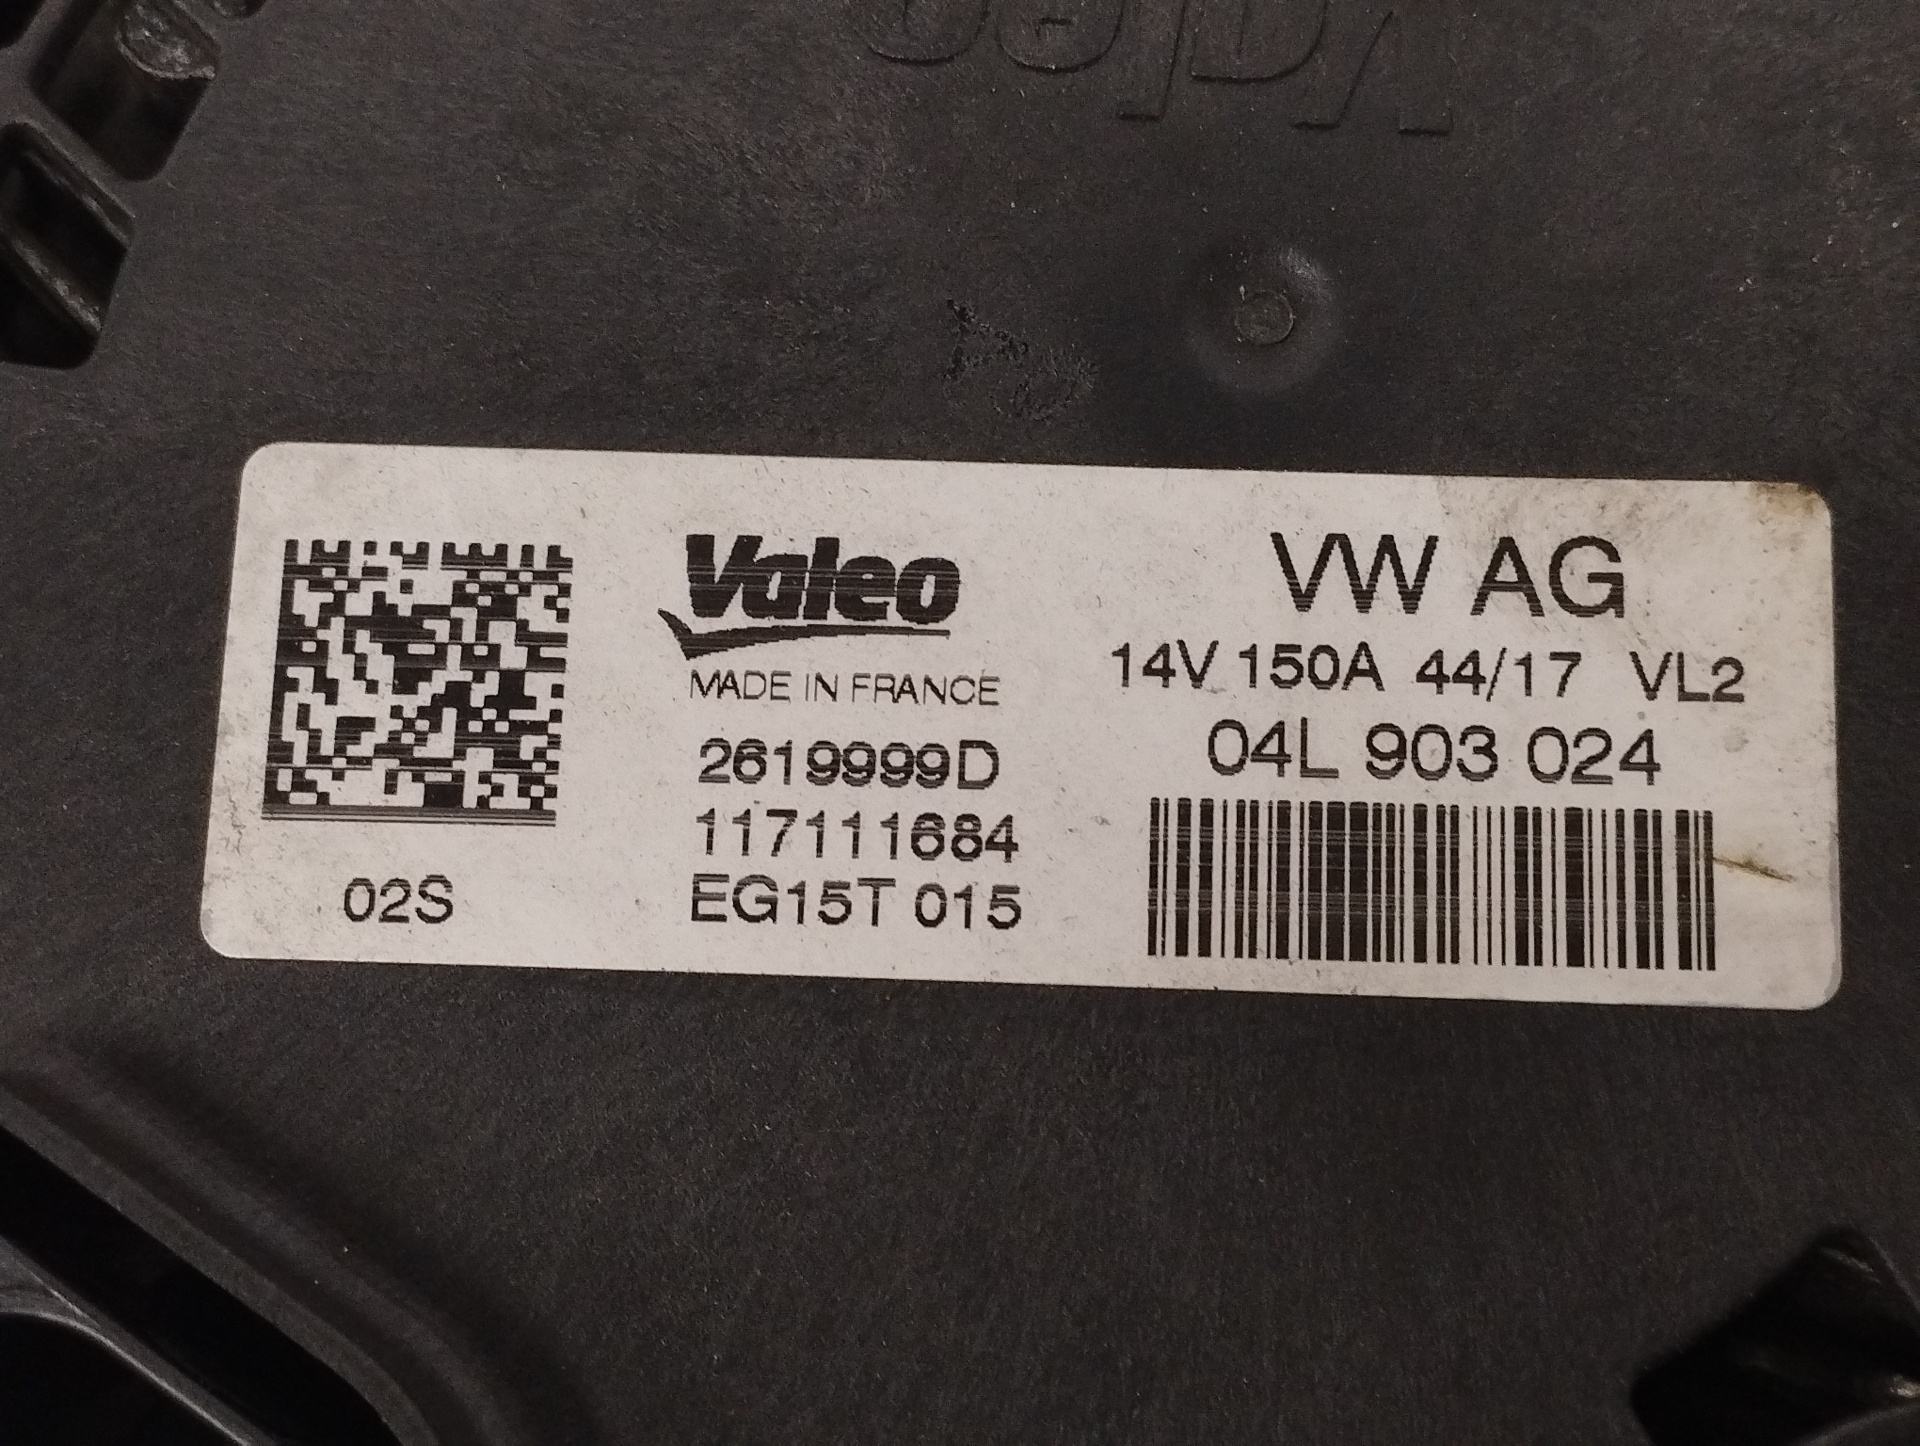 Valeo
Valeo
MADE IN FRANCE
2619999D
117111684
EG15T 015
02S
VW AG
14V 150A 44/17 VL2
04L 903 024